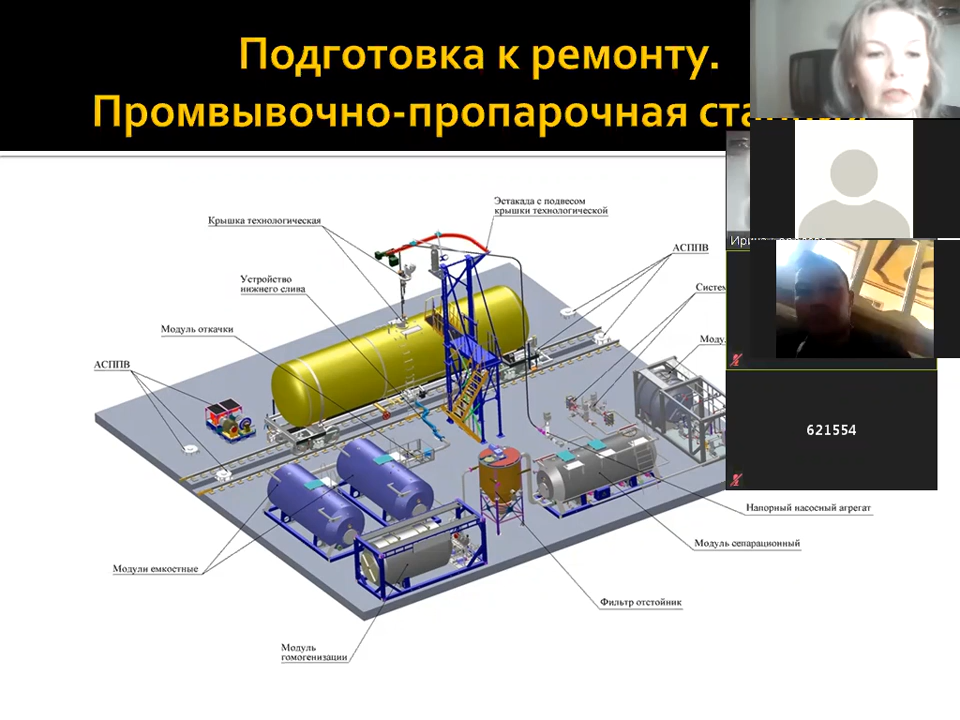 Подготовка к ремонту.
Промвывочно-пропарочная
Эстакада с подвесом
крышки технологической
Крышка технологическая
АСППВ
Устройство
нижнего слива
Модуль откачки
АСППВ
621554
Напорный насосный агрегат
Модуль сепарационный
Модули емкостные
Фильтр отстойник
Модуль
гомогенизации